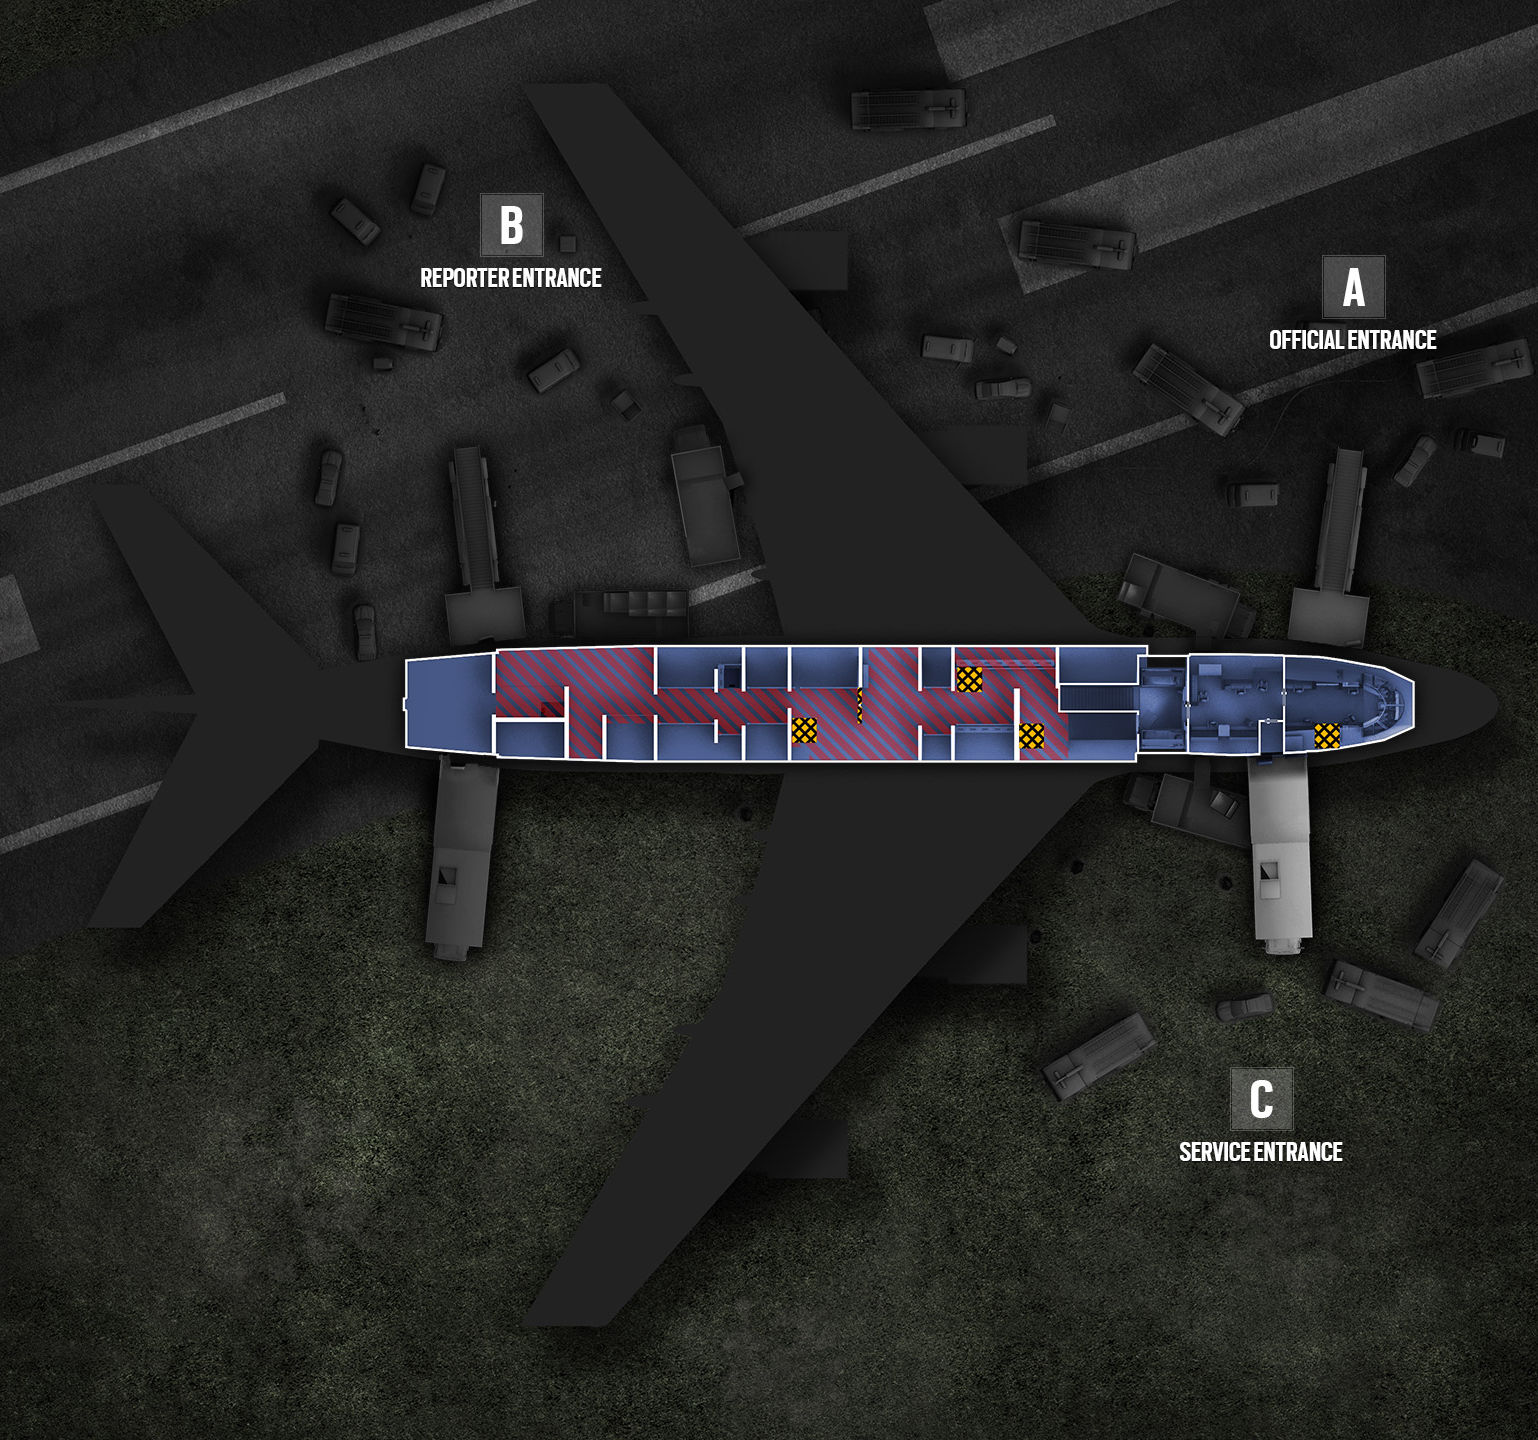 B
REPORTER ENTRANCE
A
OFFICIAL ENTRANCE
C
SERVICE ENTRANCE